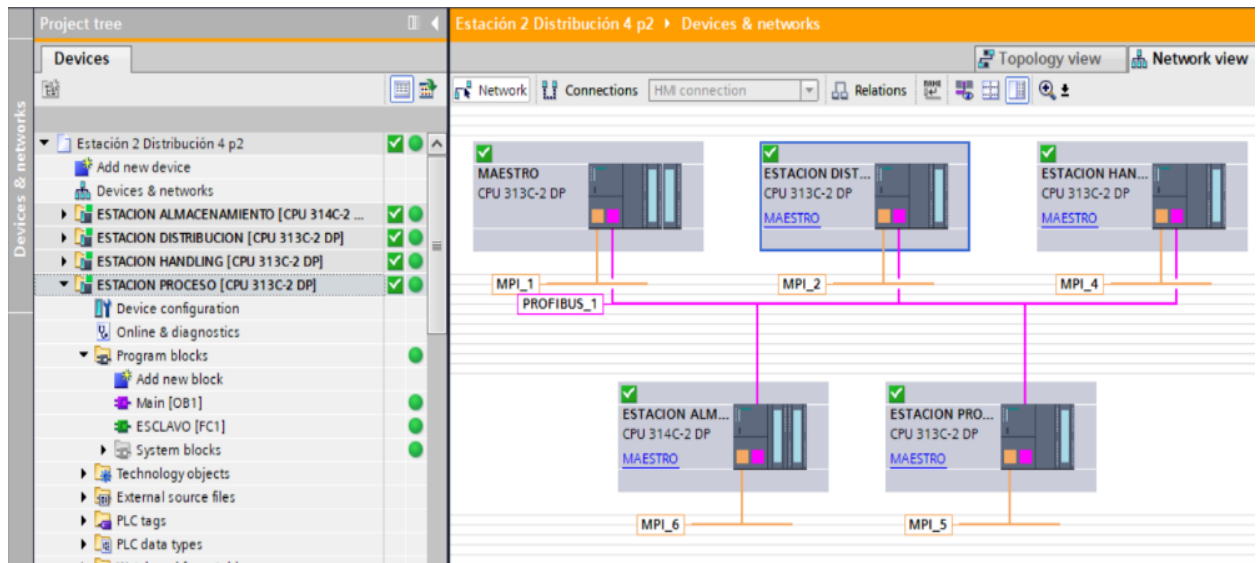 Project tree
Devices
Devices & networks
Estación 2 Distribución 4 p2
Add new device
Devices & networks
ESTACION ALMACENAMIENTO [CPU 314C-2 ...
ESTACION DISTRIBUCION [CPU 313C-2 DP]
ESTACION HANDLING [CPU 313C-2 DP]
ESTACION PROCESO [CPU 313C-2 DP]
Device configuration
Online & diagnostics
Program blocks
Add new block
Main [OB1]
ESCLAVO [FC1]
System blocks
Technology objects
External source files
PLC tags
PLC data types
Estación 2 Distribución 4 p2 Devices & networks
Topology view Network view
Network Connections HMI connection Relations
MAESTRO
CPU 313C-2 DP
ESTACION DIST...
CPU 313C-2 DP
MAESTRO
ESTACION HAN...
CPU 313C-2 DP
MAESTRO
MPI_1
MPI_2
MPI_4
PROFIBUS_1
ESTACION ALM...
CPU 314C-2 DP
MAESTRO
ESTACION PRO...
CPU 313C-2 DP
MAESTRO
MPI_6
MPI_5